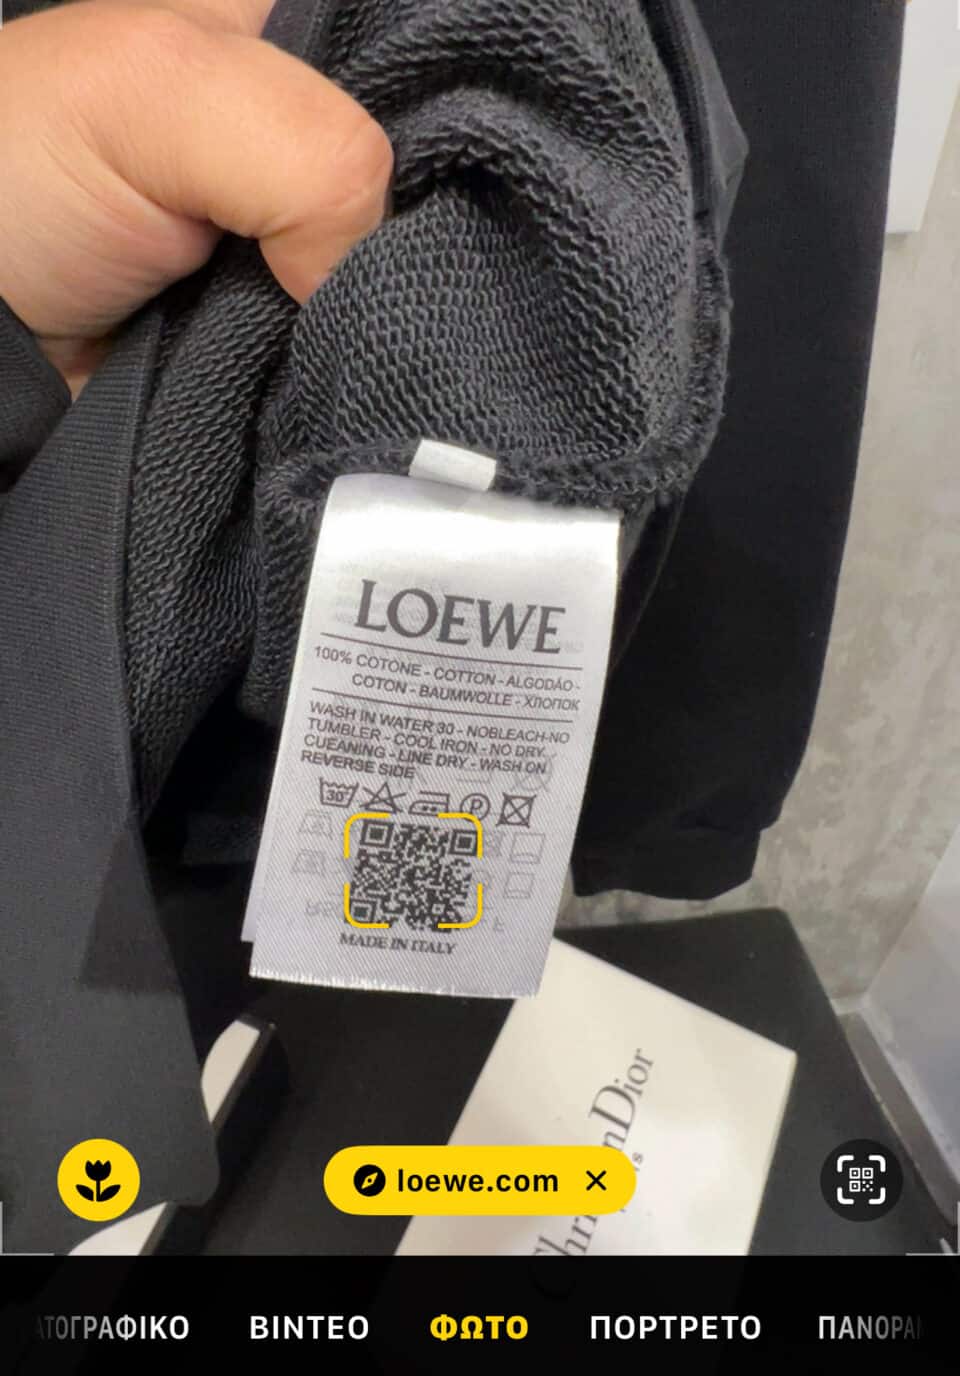 LOEWE
100% COTONE - COTTON - ALGODÃO -
COTON - BAUMWOLLE - ХЛОПОК
WASH IN WATER 30 - NOBLEACH-NO
TUMBLER - COOL IRON - NO DRY
CUEANING - LINE DRY - WASH ON
REVERSE SIDE
30°
P
MADE IN ITALY
Dior
loewe.com
ΒΙΝΤΕΟ
ΦΩΤΟ
ΠΟΡΤΡΕΤΟ